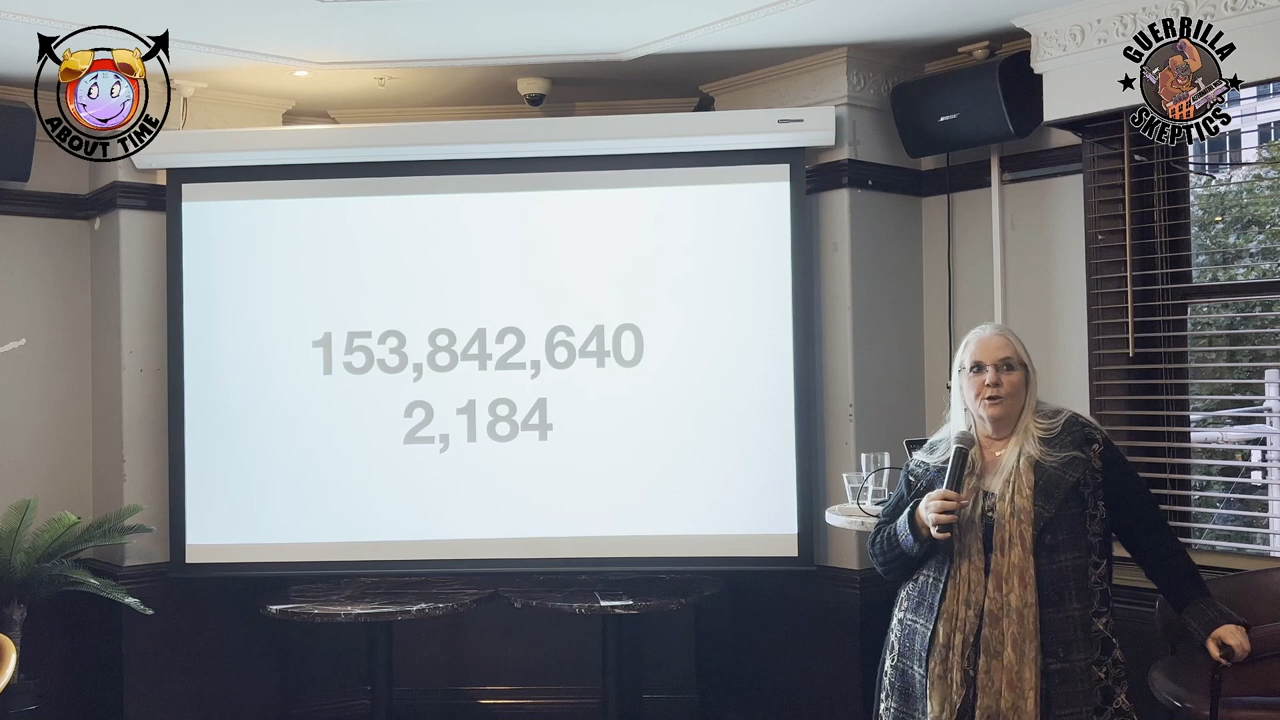 ABOUT TIME
GUERRILLA
SKEPTICS
BOSE
153,842,640
2,184